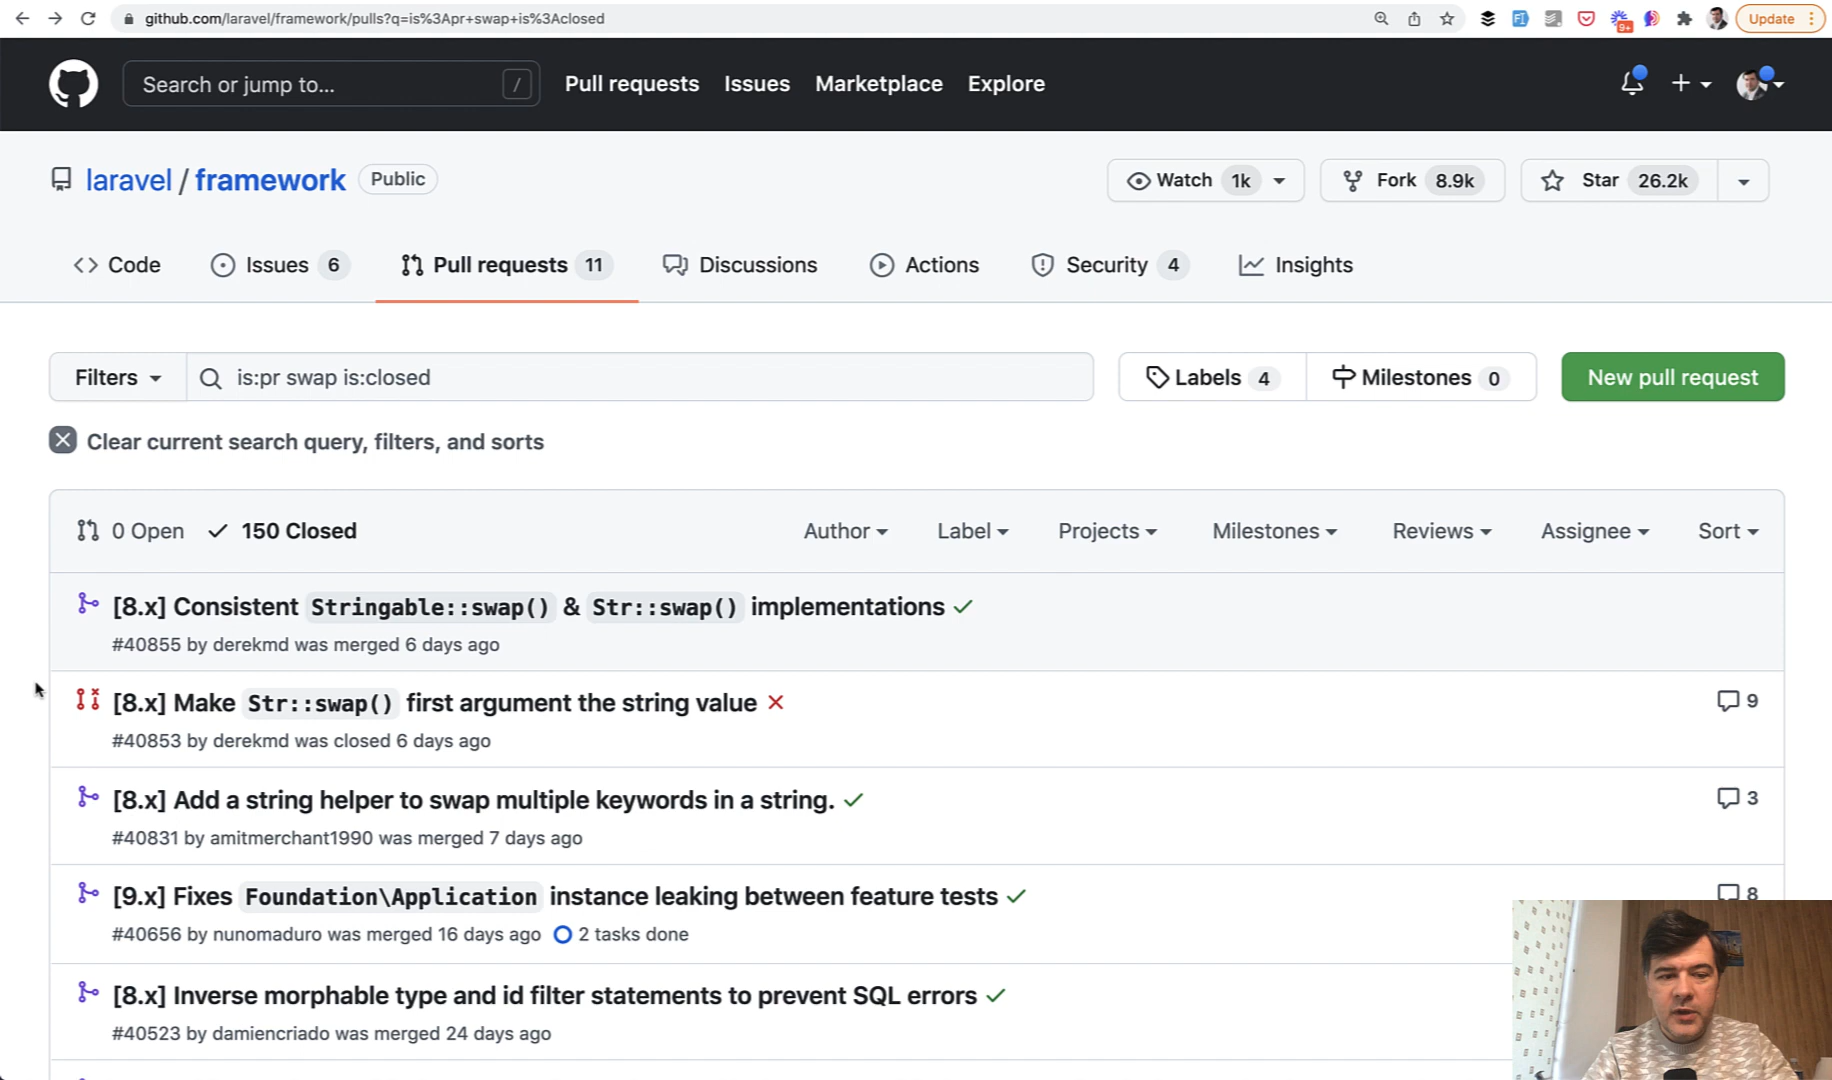 github.com/laravel/framework/pulls?q=is%3Apr+swap+is%3Aclosed
9+
Update
Search or jump to...
/
Pull requests
Issues
Marketplace
Explore
laravel / framework
Public
Watch 1k
Fork 8.9k
Star 26.2k
Code
Issues 6
Pull requests 11
Discussions
Actions
Security 4
Insights
Filters
is:pr swap is:closed
Labels 4
Milestones 0
New pull request
Clear current search query, filters, and sorts
0 Open
150 Closed
Author
Label
Projects
Milestones
Reviews
Assignee
Sort
[8.x] Consistent Stringable::swap() & Str::swap() implementations
#40855 by derekmd was merged 6 days ago
[8.x] Make Str::swap() first argument the string value
9
#40853 by derekmd was closed 6 days ago
[8.x] Add a string helper to swap multiple keywords in a string.
3
#40831 by amitmerchant1990 was merged 7 days ago
[9.x] Fixes Foundation\Application instance leaking between feature tests
8
#40656 by nunomaduro was merged 16 days ago
2 tasks done
[8.x] Inverse morphable type and id filter statements to prevent SQL errors
#40523 by damiencriado was merged 24 days ago